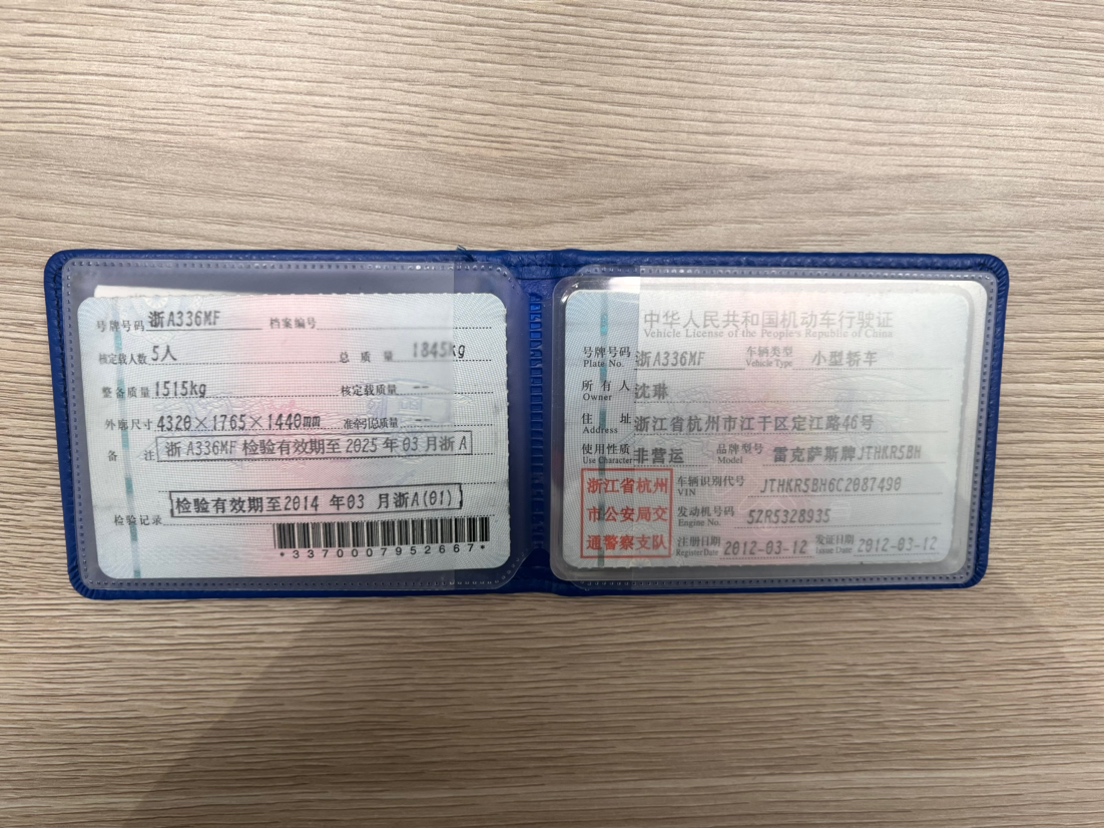 号牌号码 浙A336MF 档案编号
核定载人数 5人 总质量 1845kg
整备质量 1515kg 核定载质量 --
外廓尺寸 4320×1765×1440mm 准牵引总质量 --
备注 浙A336MF 检验有效期至2025年03月浙A
检验有效期至2014 年03 月浙A(01)
检验记录
*3370007952667*
中华人民共和国机动车行驶证
Vehicle License of the People's Republic of China
号牌号码 浙A336MF 车辆类型 小型轿车
Plate No. Vehicle Type
所有人 沈琳
Owner
住址 浙江省杭州市江干区定江路46号
Address
使用性质 非营运 品牌型号 雷克萨斯牌JTHKR5BH
Use Character Model
浙江省杭州 车辆识别代号 JTHKR5BH6C2087490
VIN
市公安局交 发动机号码 5ZR5328935
Engine No.
通警察支队 注册日期 2012-03-12 发证日期 2012-03-12
Register Date Issue Date